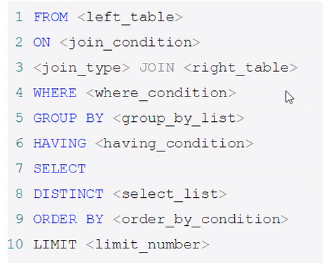 1 FROM <left_table>
2 ON <join_condition>
3 <join_type> JOIN <right_table>
4 WHERE <where_condition>
5 GROUP BY <group_by_list>
6 HAVING <having_condition>
7 SELECT
8 DISTINCT <select_list>
9 ORDER BY <order_by_condition>
10 LIMIT <limit_number>